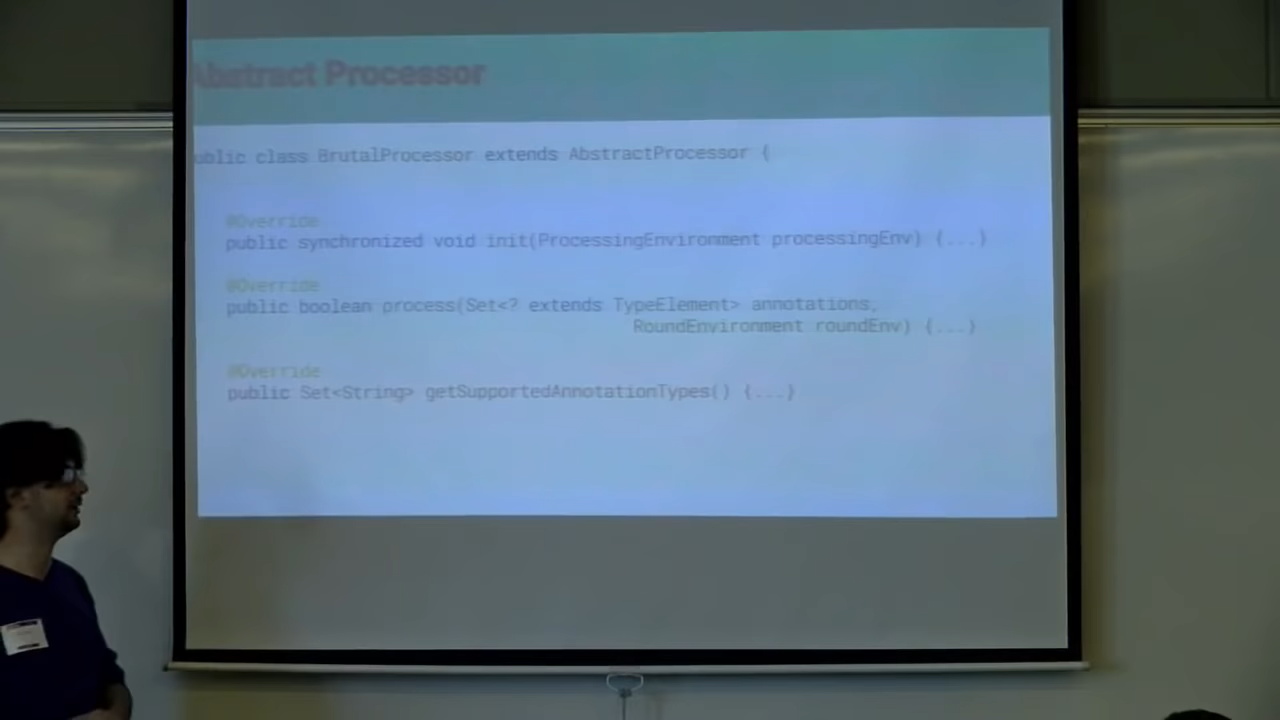 Abstract Processor
public class BrutalProcessor extends AbstractProcessor {
@Override
public synchronized void init(ProcessingEnvironment processingEnv) {...}
@Override
public boolean process(Set<? extends TypeElement> annotations,
RoundEnvironment roundEnv) {...}
@Override
public Set<String> getSupportedAnnotationTypes() {...}